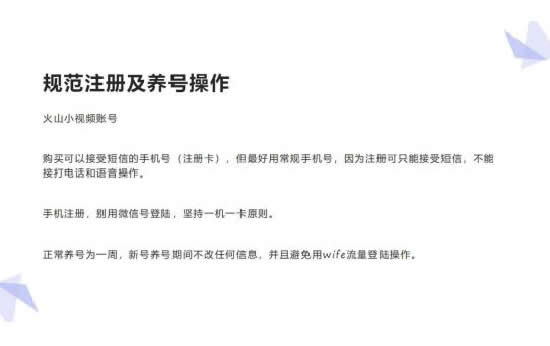 规范注册及养号操作
火山小视频账号
购买可以接受短信的手机号（注册卡），但最好用常规手机号，因为注册可只能接受短信，不能
接打电话和语音操作。
手机注册，别用微信号登陆，坚持一机一卡原则。
正常养号为一周，新号养号期间不改任何信息，并且避免用wife流量登陆操作。